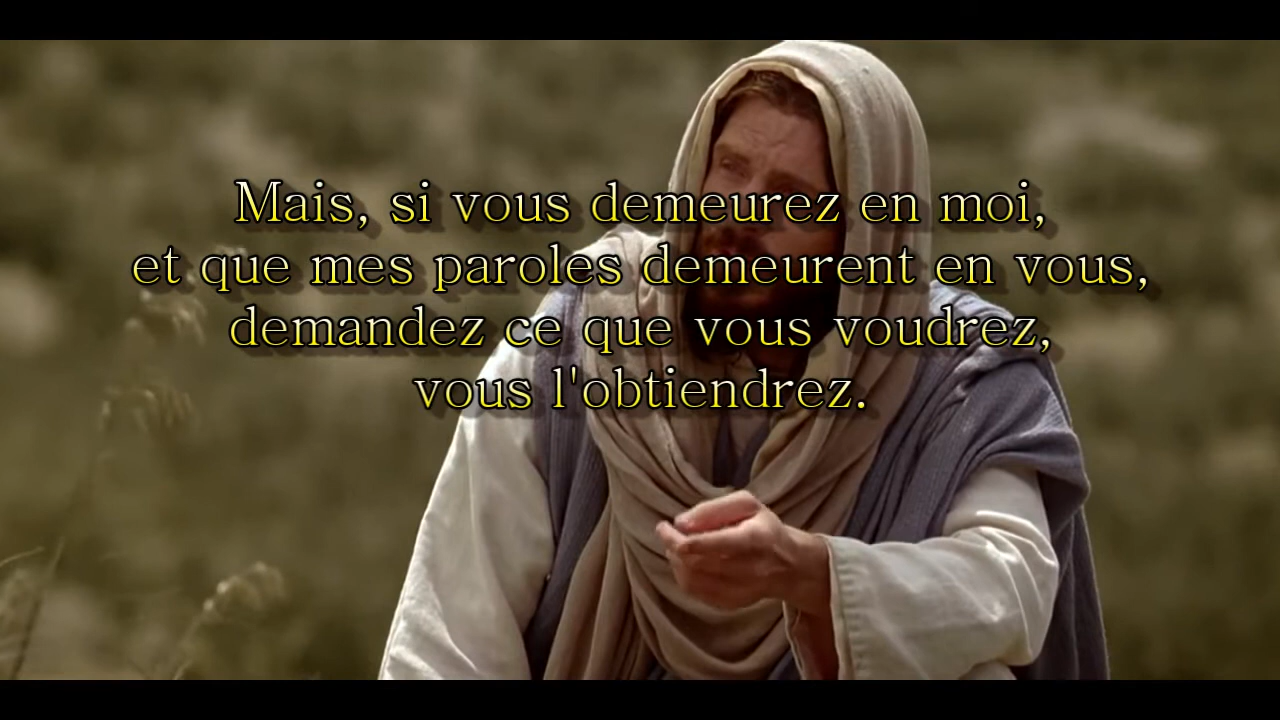 Mais, si vous demeurez en moi,
et que mes paroles demeurent en vous,
demandez ce que vous voudrez,
vous l'obtiendrez.